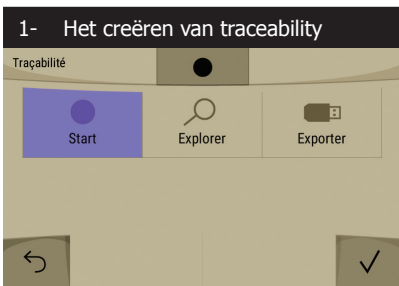 1- Het creëren van traceability
Traçabilité
Start Explorer Exporter